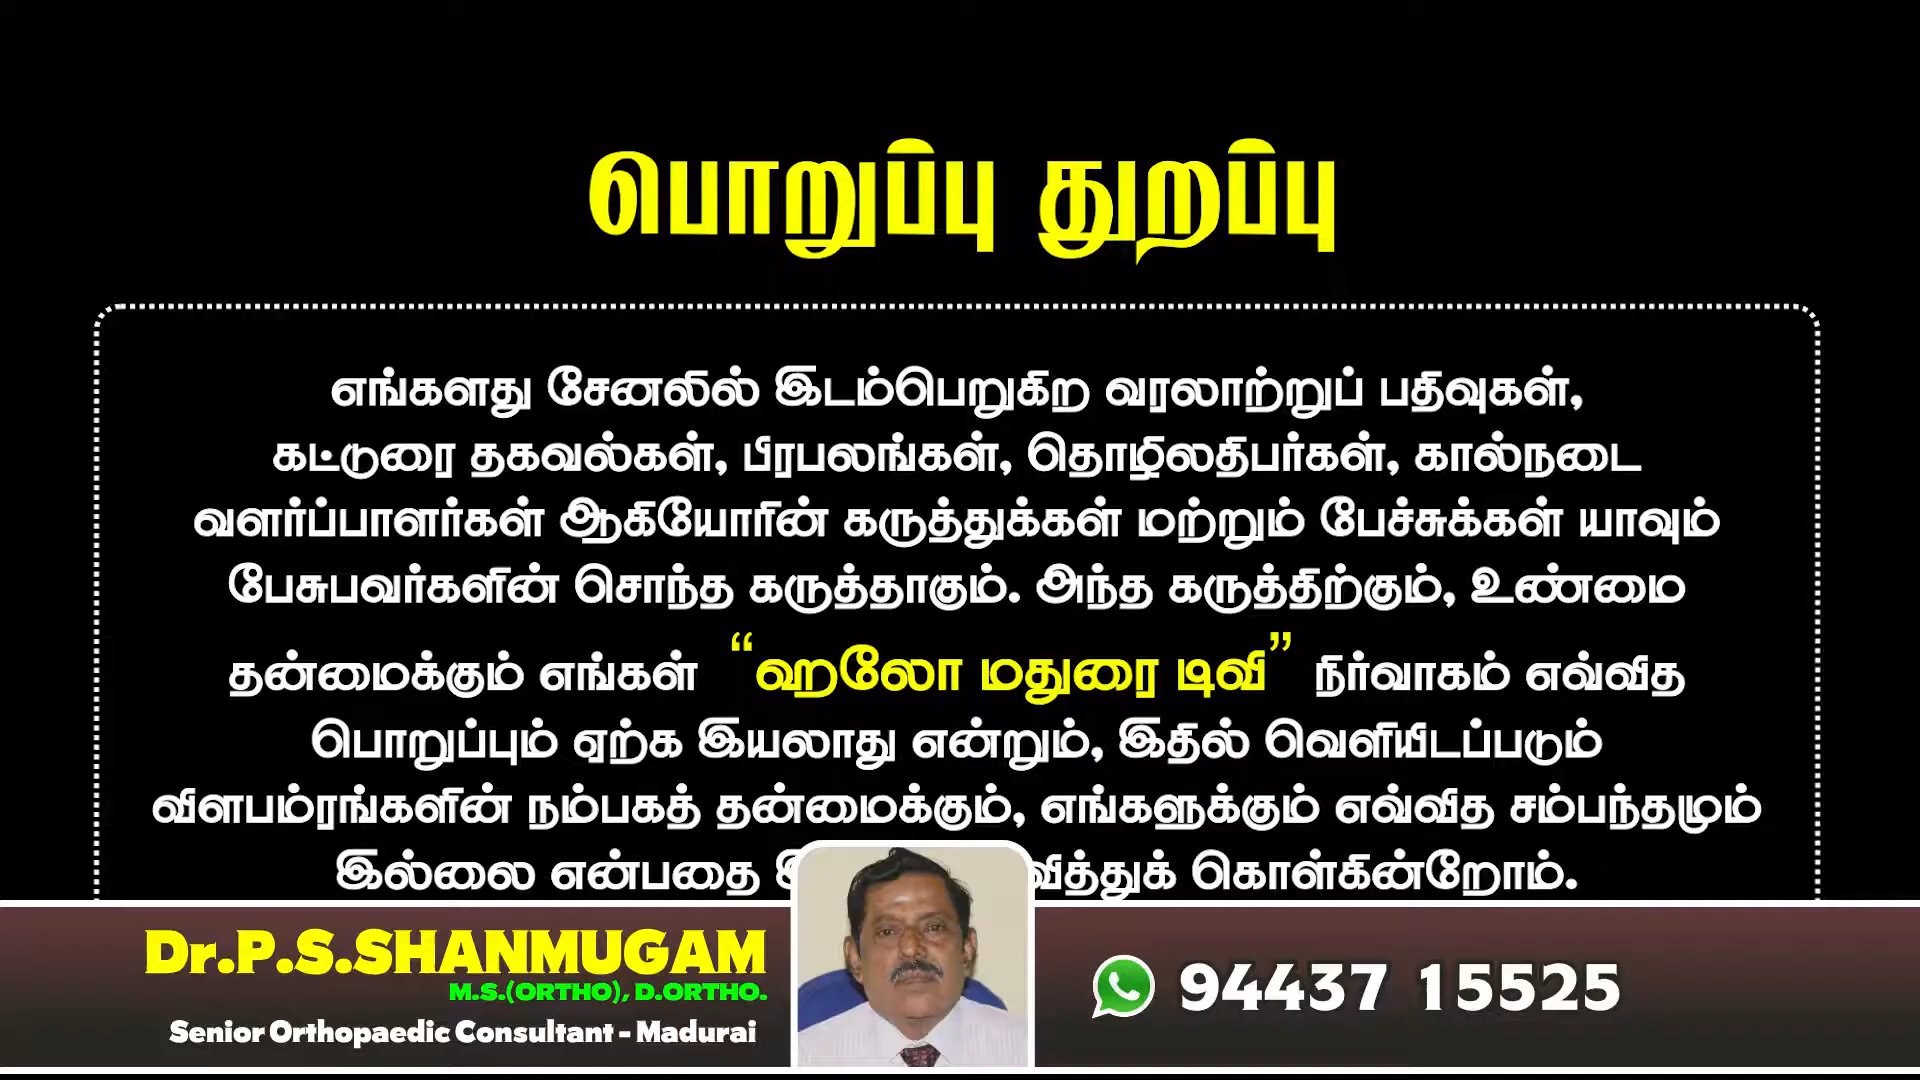 பொறுப்பு துறப்பு
எங்களது சேனலில் இடம்பெறுகிற வரலாற்றுப் பதிவுகள்,
கட்டுரை தகவல்கள், பிரபலங்கள், தொழிலதிபர்கள், கால்நடை
வளர்ப்பாளர்கள் ஆகியோரின் கருத்துக்கள் மற்றும் பேச்சுக்கள் யாவும்
பேசுபவர்களின் சொந்த கருத்தாகும். அந்த கருத்திற்கும், உண்மை
தன்மைக்கும் எங்கள் “ஹலோ மதுரை டிவி” நிர்வாகம் எவ்வித
பொறுப்பும் ஏற்க இயலாது என்றும், இதில் வெளியிடப்படும்
விளபம்ரங்களின் நம்பகத் தன்மைக்கும், எங்களுக்கும் எவ்வித சம்பந்தமும்
இல்லை என்பதை கொள்கின்றோம்.
Dr.P.S.SHANMUGAM
M.S.(ORTHO), D.ORTHO.
Senior Orthopaedic Consultant - Madurai
94437 15525